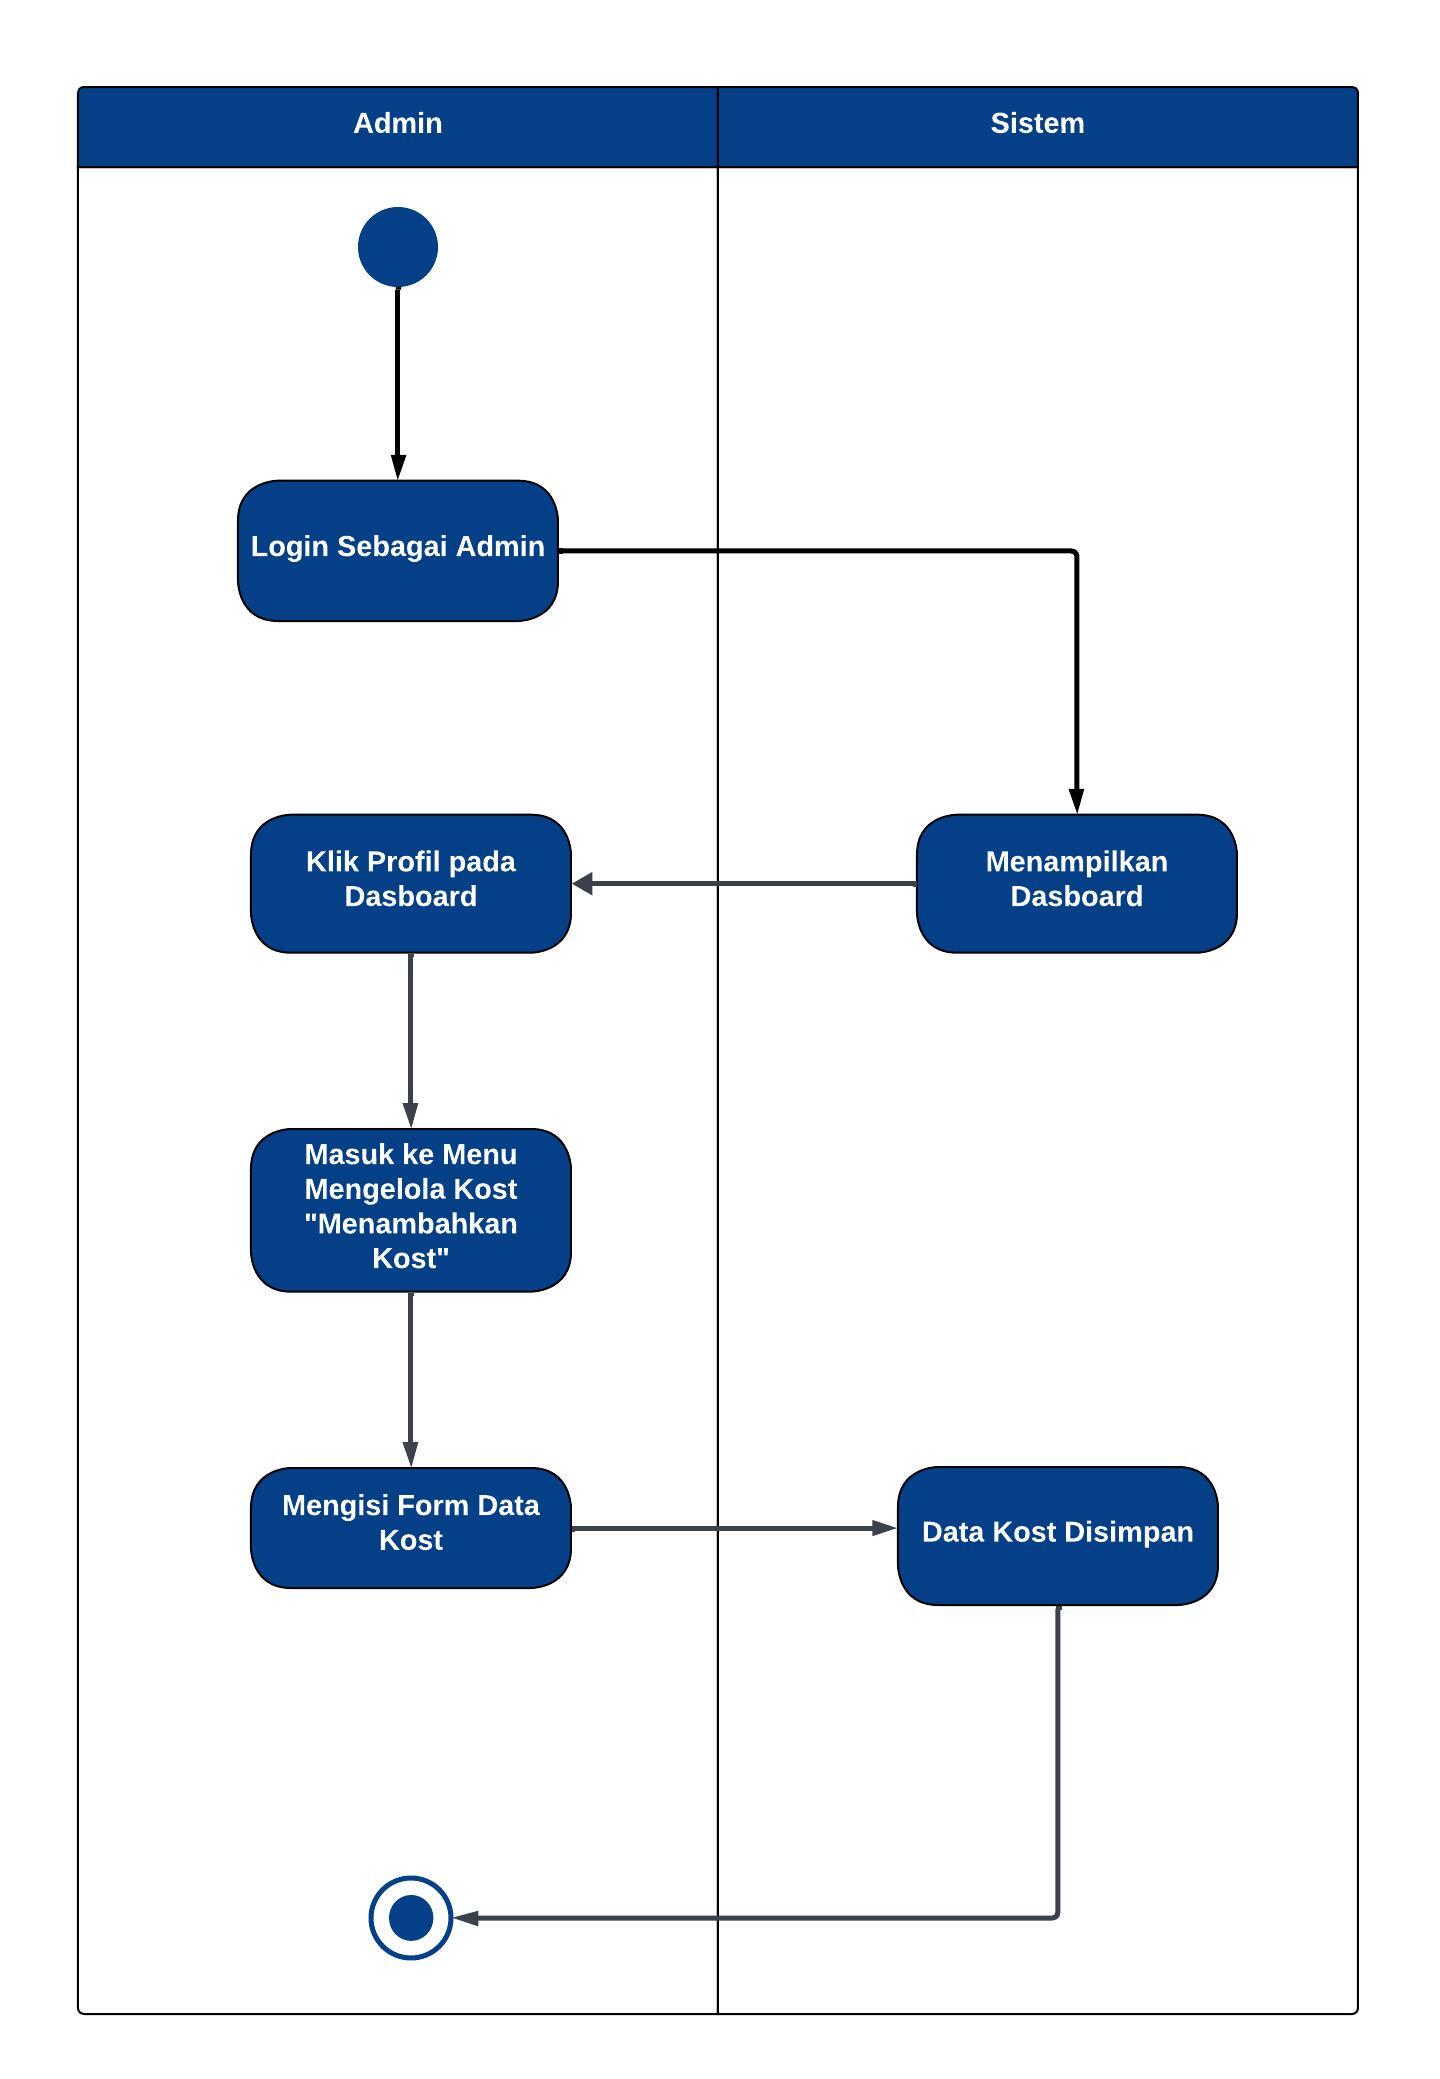 Admin
Sistem
Login Sebagai Admin
Klik Profil pada
Dasboard
Menampilkan
Dasboard
Masuk ke Menu
Mengelola Kost
"Menambahkan
Kost"
Mengisi Form Data
Kost
Data Kost Disimpan